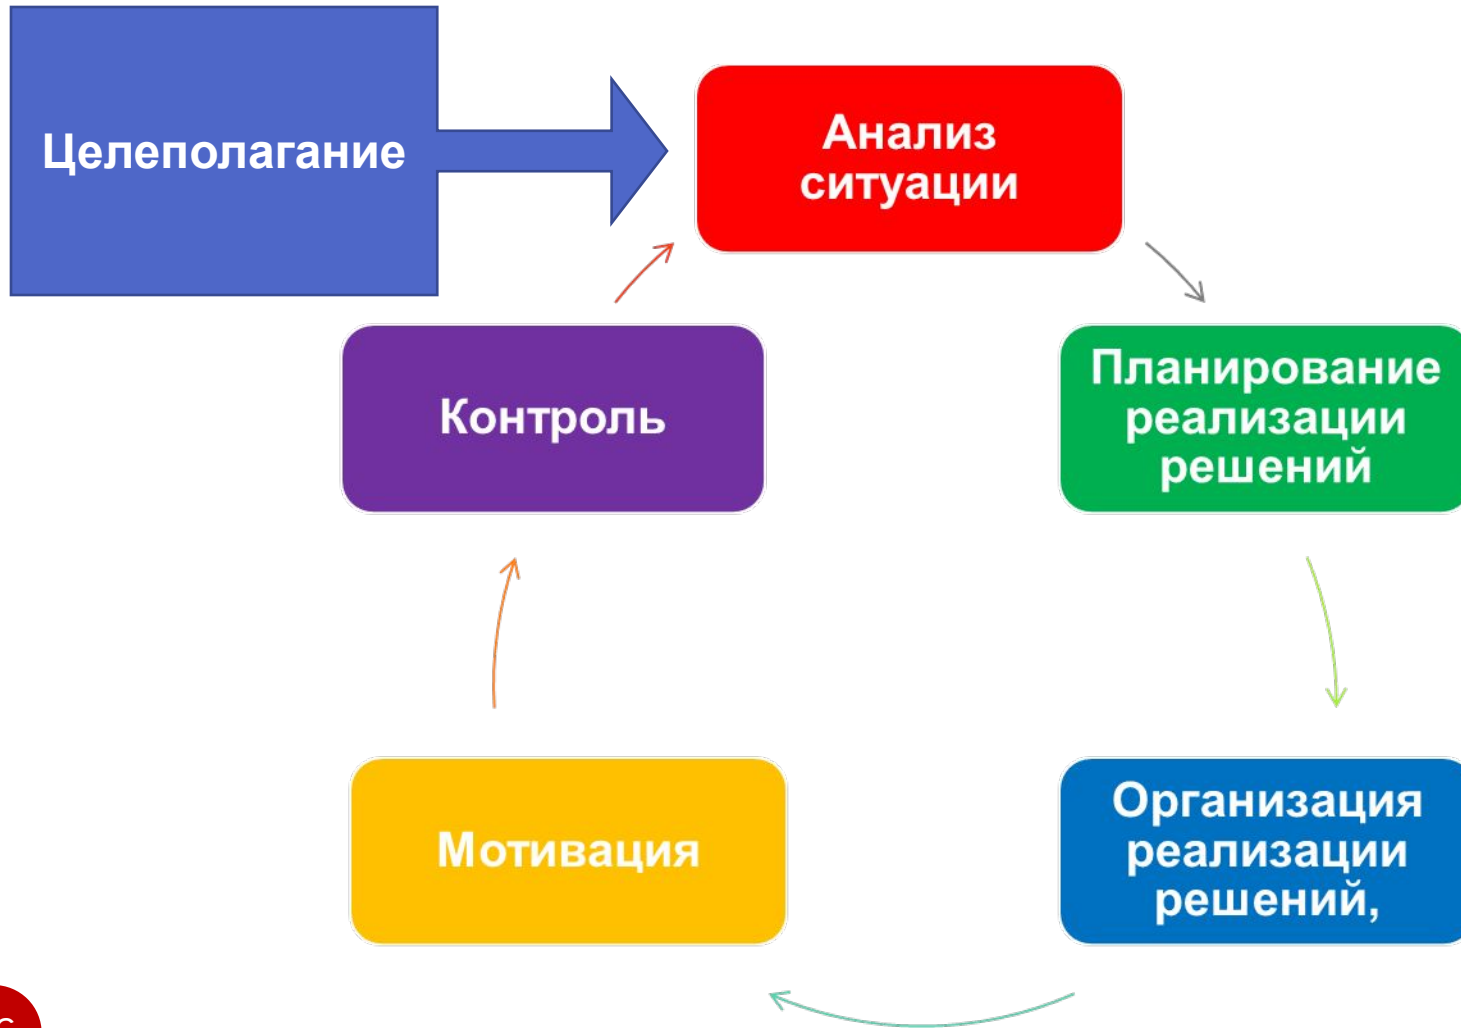 Целеполагание
Анализ
ситуации
Контроль
Планирование
реализации
решений
Мотивация
Организация
реализации
решений,